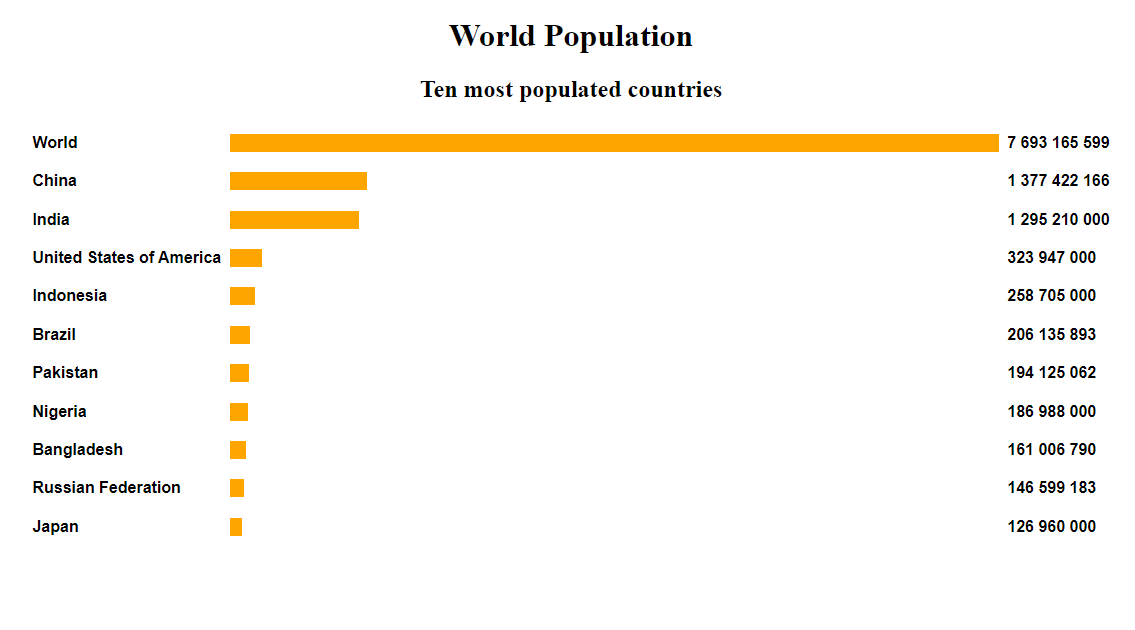 World Population
Ten most populated countries
World 7 693 165 599
China 1 377 422 166
India 1 295 210 000
United States of America 323 947 000
Indonesia 258 705 000
Brazil 206 135 893
Pakistan 194 125 062
Nigeria 186 988 000
Bangladesh 161 006 790
Russian Federation 146 599 183
Japan 126 960 000